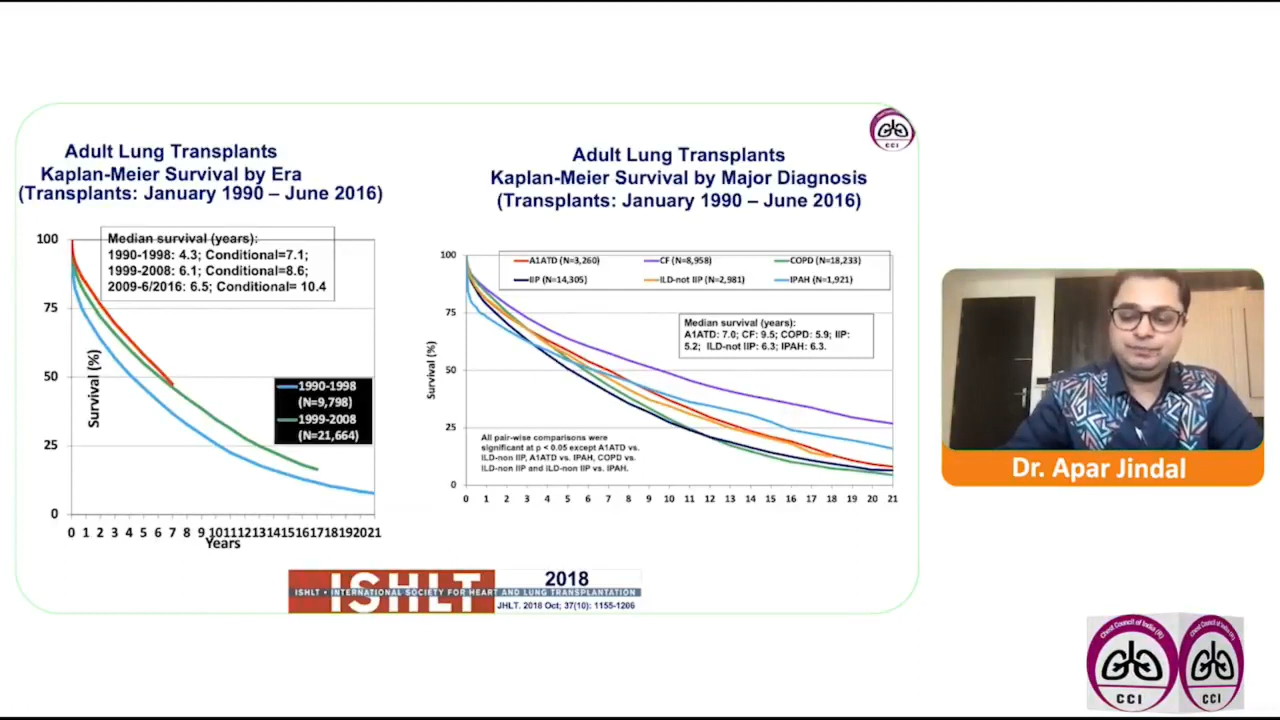 Adult Lung Transplants
Kaplan-Meier Survival by Era
(Transplants: January 1990 – June 2016)
Median survival (years):
1990-1998: 4.3; Conditional=7.1;
1999-2008: 6.1; Conditional=8.6;
2009-6/2016: 6.5; Conditional= 10.4
100
75
50
25
0
Survival (%)
1990-1998
(N=9,798)
1999-2008
(N=21,664)
0 1 2 3 4 5 6 7 8 9 10 11 12 13 14 15 16 17 18 19 20 21
Years
Adult Lung Transplants
Kaplan-Meier Survival by Major Diagnosis
(Transplants: January 1990 – June 2016)
CCI
A1ATD (N=3,260) CF (N=8,958) COPD (N=18,233)
IIP (N=14,305) ILD-not IIP (N=2,981) IPAH (N=1,921)
Median survival (years):
A1ATD: 7.0; CF: 9.5; COPD: 5.9; IIP:
5.2; ILD-not IIP: 6.3; IPAH: 6.3.
100
75
50
25
0
Survival (%)
All pair-wise comparisons were
significant at p < 0.05 except A1ATD vs.
ILD-non IIP, A1ATD vs. IPAH, COPD vs.
ILD-non IIP and ILD-non IIP vs. IPAH.
0 1 2 3 4 5 6 7 8 9 10 11 12 13 14 15 16 17 18 19 20 21
ISHLT
ISHLT • INTERNATIONAL SOCIETY FOR HEART AND LUNG TRANSPLANTATION
2018
JHLT. 2018 Oct; 37(10): 1155-1206
Dr. Apar Jindal
Chest Council of India (R)
CCI
Chest Council of India (R)
CCI